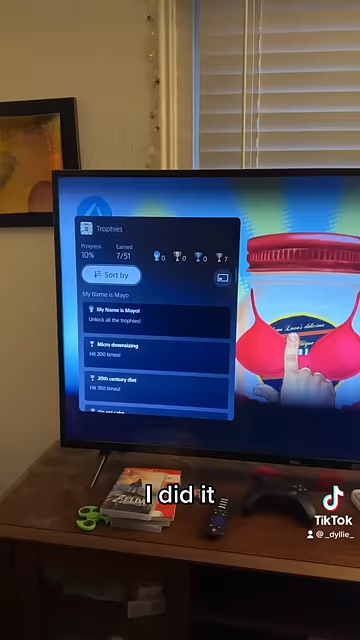 Trophies
Progress
Earned
10%
7/51
0
0
0
7
Sort by
My Name is Mayo
My Name is Mayo!
Unlock all the trophies!
Micro downsizing
Hit 200 times!
20th century diet
Hit 350 times!
ZELDA
TCL
I did it
TikTok
@_dyllie_